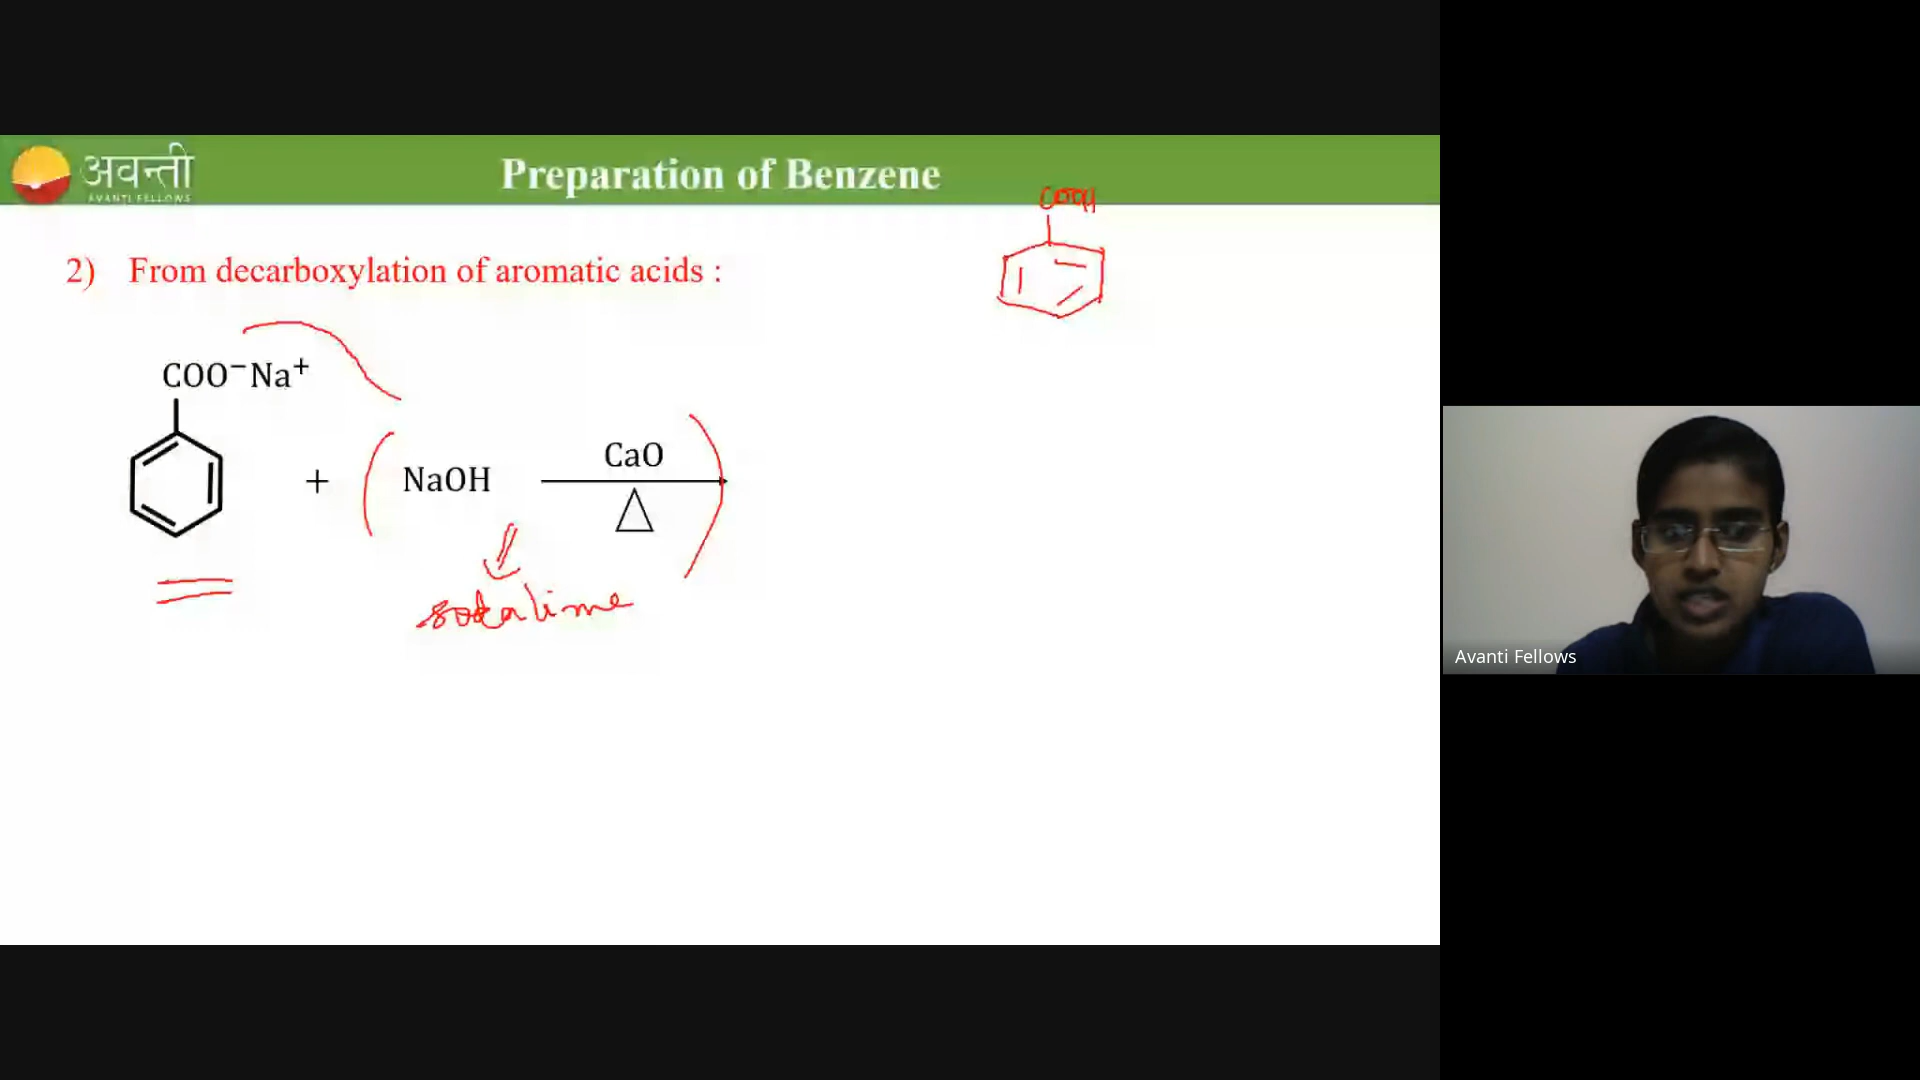 अवन्ती
AVANTI FELLOWS
Preparation of Benzene
COOH
2) From decarboxylation of aromatic acids :
COO⁻Na⁺
+ NaOH
CaO
△
sodalime
Avanti Fellows